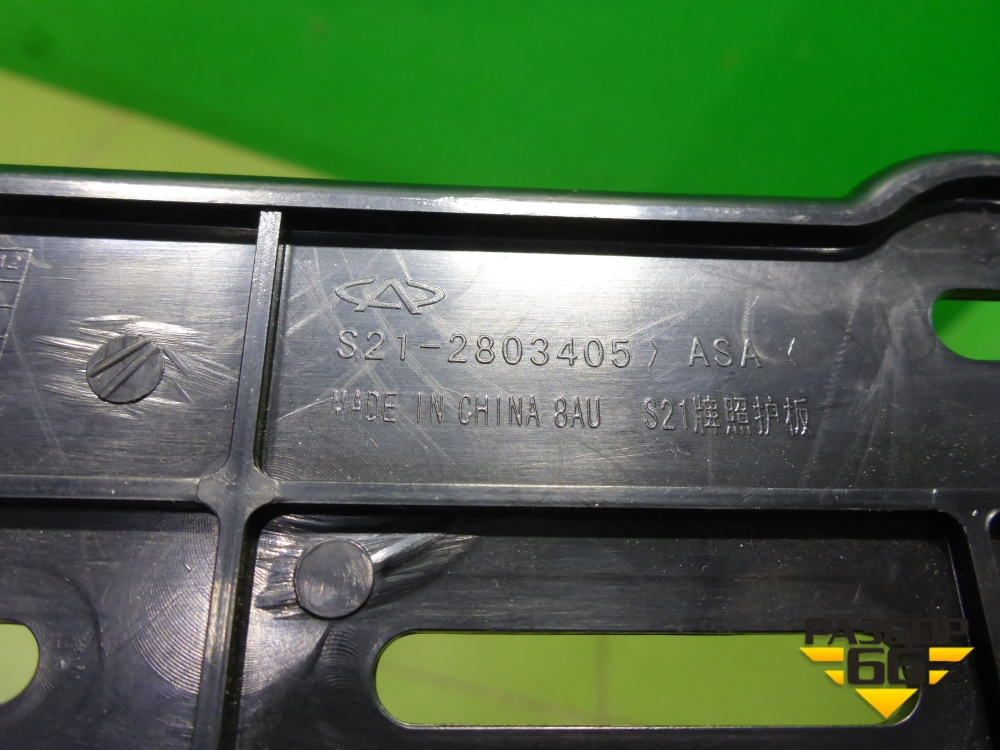 S21-2803405 > ASA <
MADE IN CHINA 8AU S21牌照护板
РАЗБОР
66